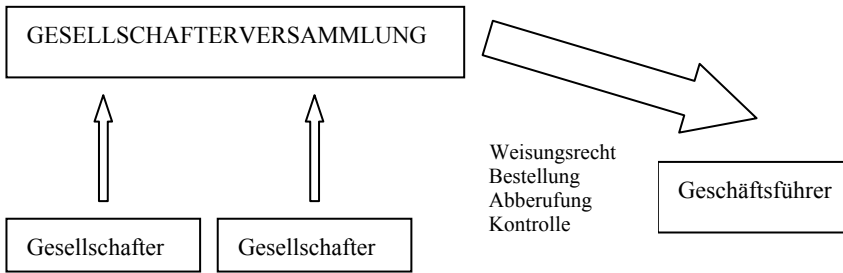 GESELLSCHAFTERVERSAMMLUNG
Weisungsrecht
Bestellung
Abberufung
Kontrolle
Geschäftsführer
Gesellschafter
Gesellschafter